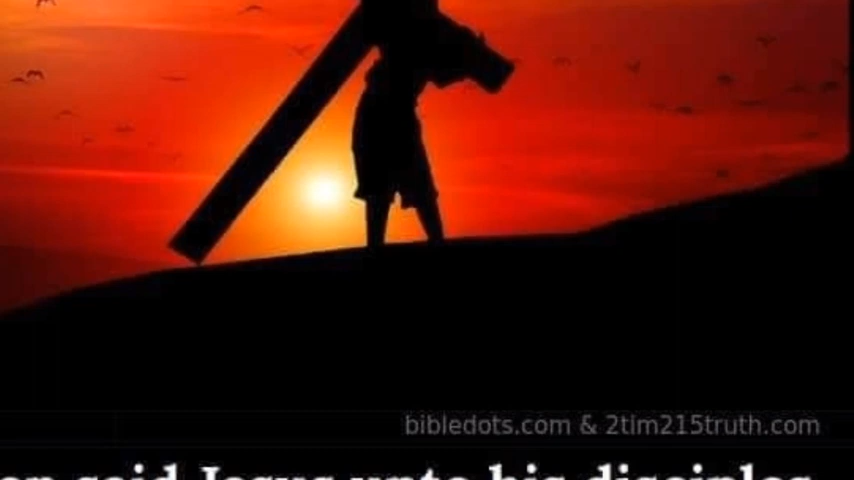 bibledots.com & 2tim215truth.com
said Jesus unto his disciples